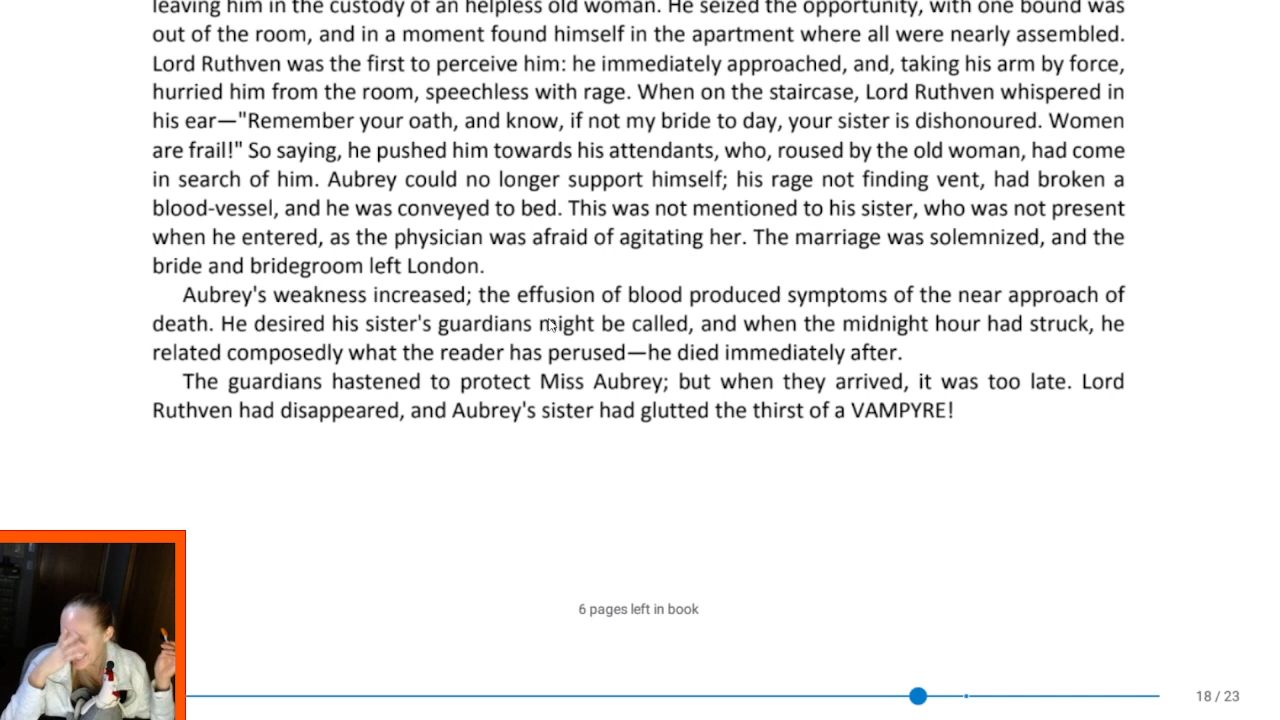 leaving him in the custody of an helpless old woman. He seized the opportunity, with one bound was
out of the room, and in a moment found himself in the apartment where all were nearly assembled.
Lord Ruthven was the first to perceive him: he immediately approached, and, taking his arm by force,
hurried him from the room, speechless with rage. When on the staircase, Lord Ruthven whispered in
his ear—"Remember your oath, and know, if not my bride to day, your sister is dishonoured. Women
are frail!" So saying, he pushed him towards his attendants, who, roused by the old woman, had come
in search of him. Aubrey could no longer support himself; his rage not finding vent, had broken a
blood-vessel, and he was conveyed to bed. This was not mentioned to his sister, who was not present
when he entered, as the physician was afraid of agitating her. The marriage was solemnized, and the
bride and bridegroom left London.
Aubrey's weakness increased; the effusion of blood produced symptoms of the near approach of
death. He desired his sister's guardians might be called, and when the midnight hour had struck, he
related composedly what the reader has perused—he died immediately after.
The guardians hastened to protect Miss Aubrey; but when they arrived, it was too late. Lord
Ruthven had disappeared, and Aubrey's sister had glutted the thirst of a VAMPYRE!
6 pages left in book
18 / 23